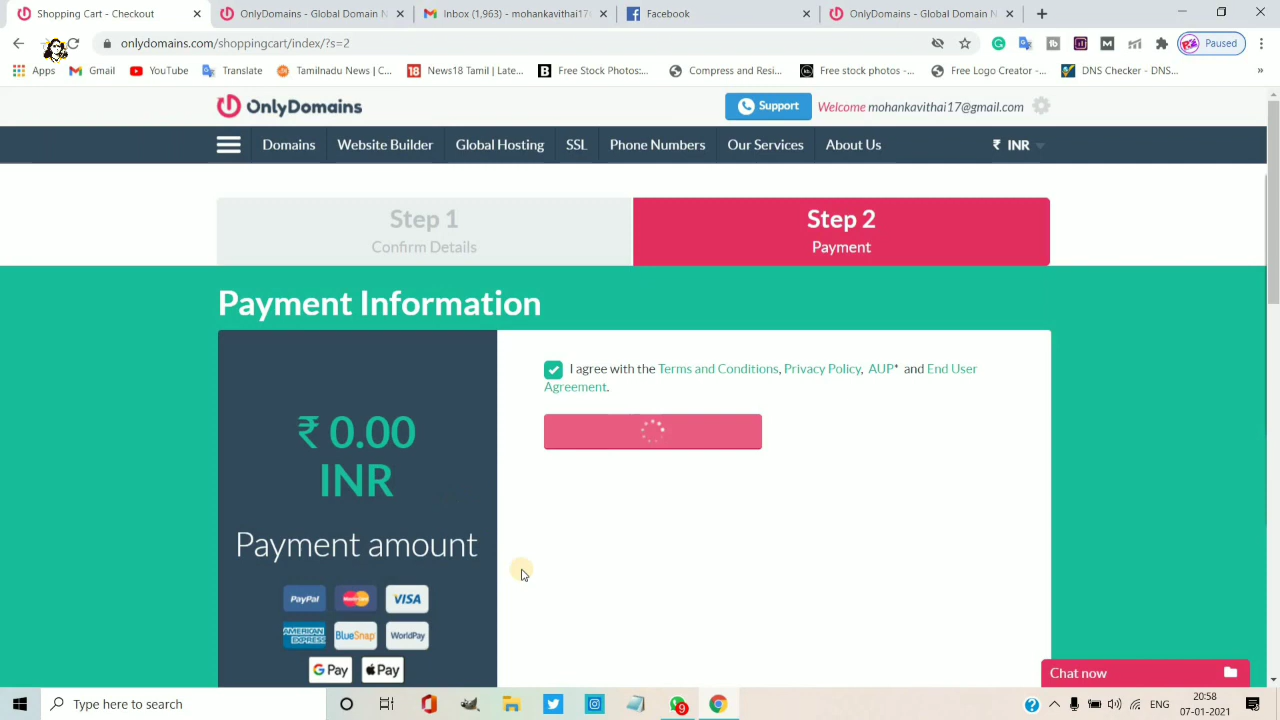 Shopping Cart - Checkout
OnlyDomains
Inbox (1,963) - mohankavithai17
Facebook
OnlyDomains
onlydomains.com/shoppingcart/index/?s=2
Paused
Apps
Gmail
YouTube
Translate
Tamilnadu News, C...
News18 Tamil | Late...
Free Stock Photos:...
Compress and Resi...
Free stock photos -...
Free Logo Creator -...
DNS Checker - DNS...
»
OnlyDomains
Support
Welcome mohankavithai17@gmail.com
Domains
Website Builder
Global Hosting
SSL
Phone Numbers
Our Services
About Us
₹ INR
Step 1
Confirm Details
Step 2
Payment
Payment Information
I agree with the Terms and Conditions, Privacy Policy, AUP* and End User
Agreement.
₹ 0.00
INR
Payment amount
PayPal
MasterCard
VISA
AMERICAN EXPRESS
BlueSnap
WorldPay
G Pay
Pay
Chat now
Type here to search
9
ENG
20:58
07-01-2021